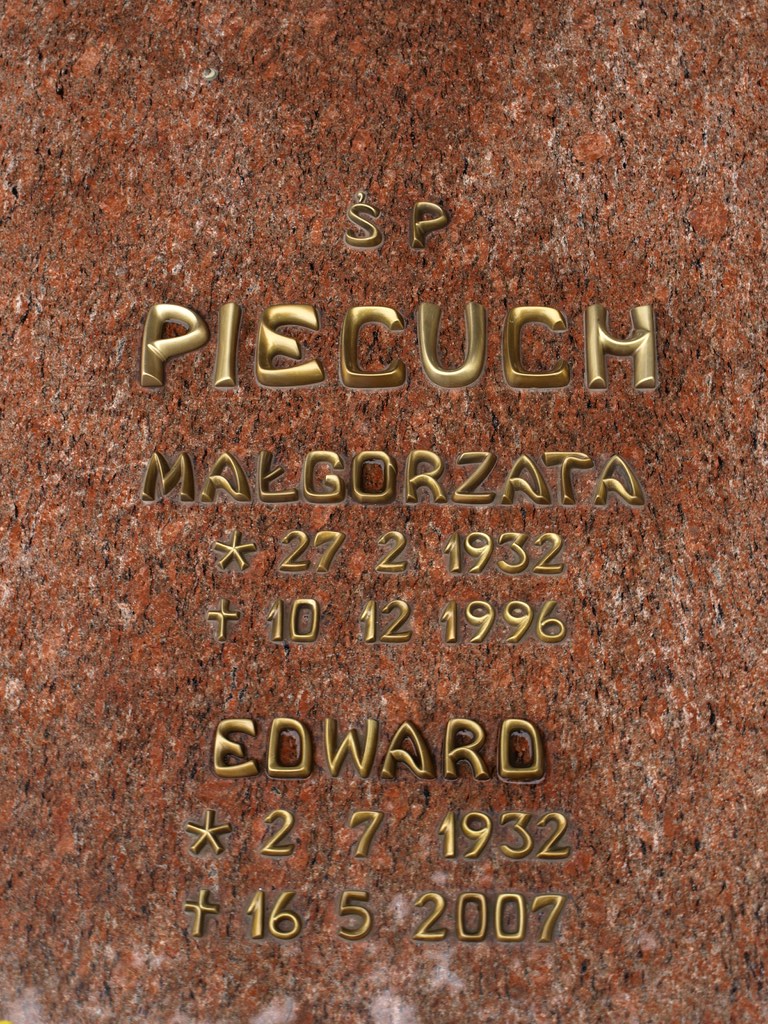 Ś P
PIECUCH
MAŁGORZATA
* 27 2 1932
† 10 12 1996
EDWARD
* 2 7 1932
† 16 5 2007